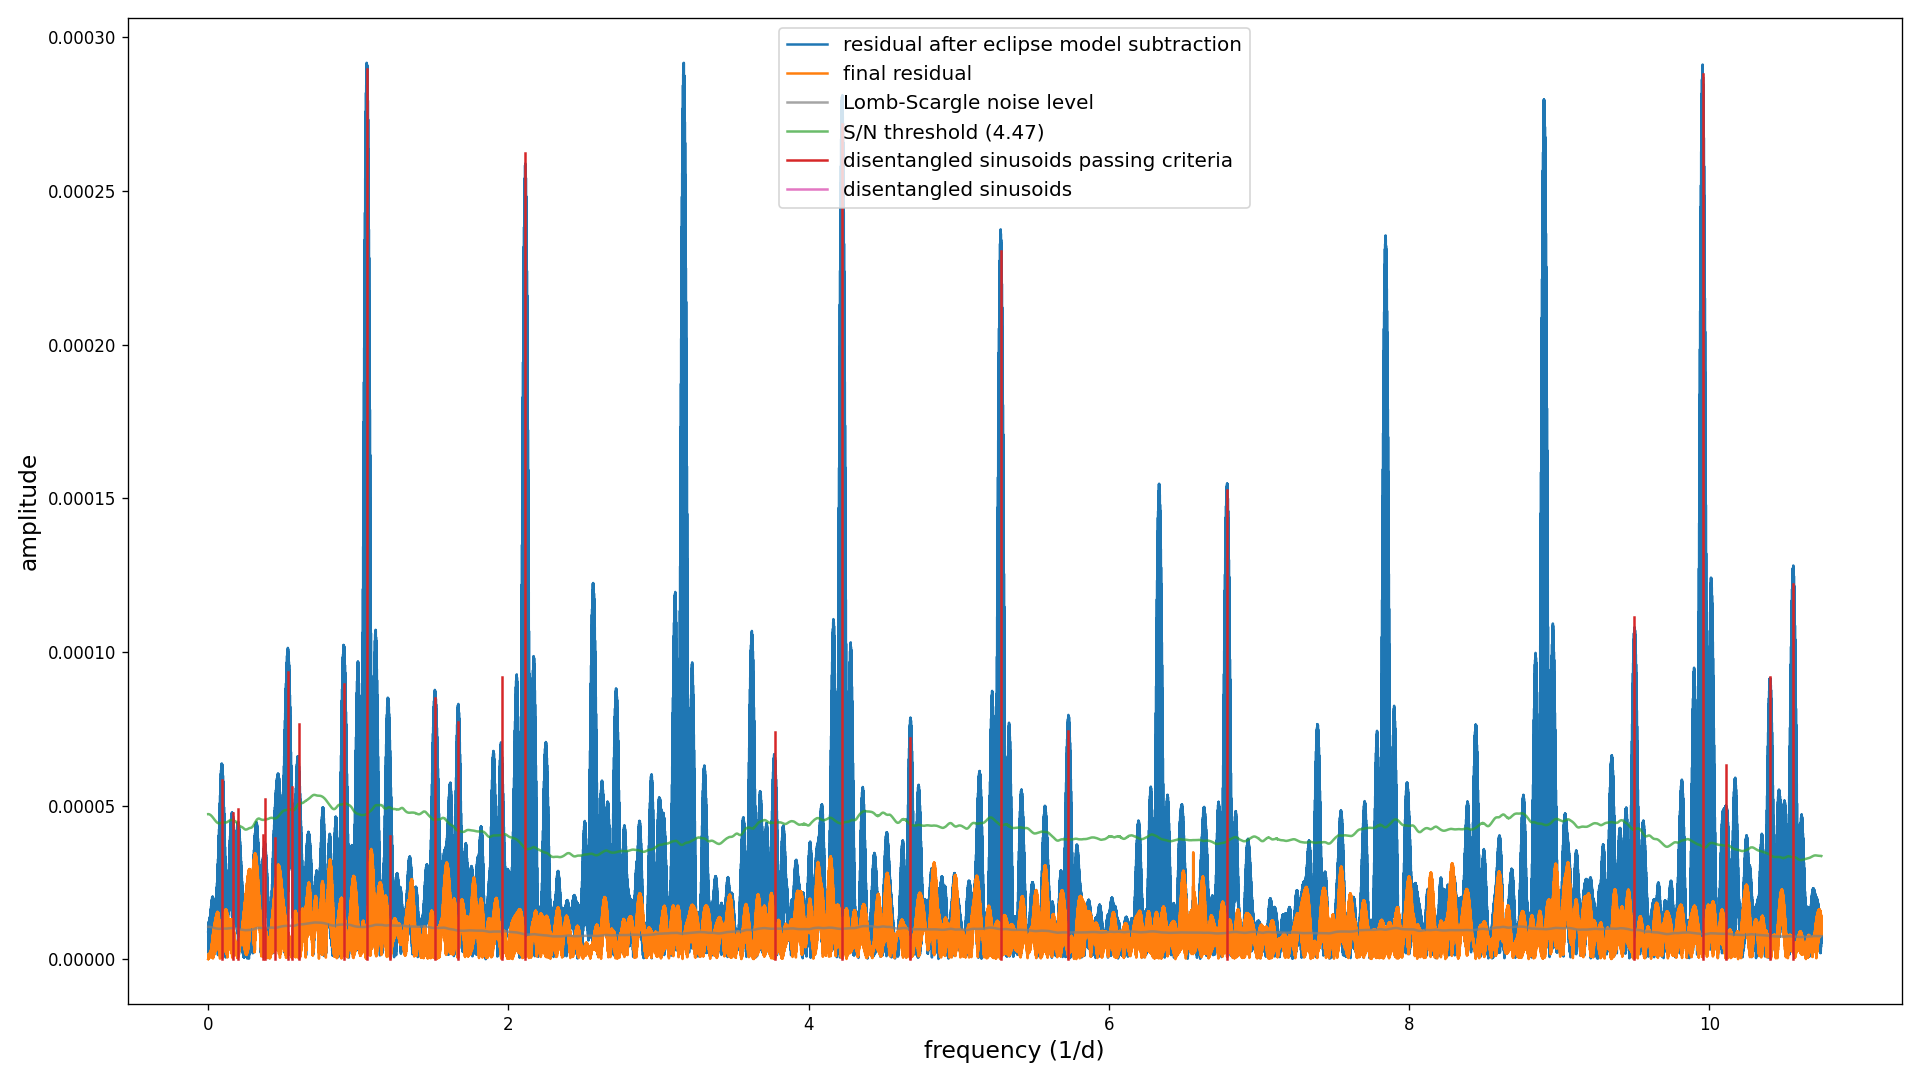 residual after eclipse model subtraction
final residual
Lomb-Scargle noise level
S/N threshold (4.47)
disentangled sinusoids passing criteria
disentangled sinusoids
amplitude
0.00030
0.00025
0.00020
0.00015
0.00010
0.00005
0.00000
0 2 4 6 8 10
frequency (1/d)